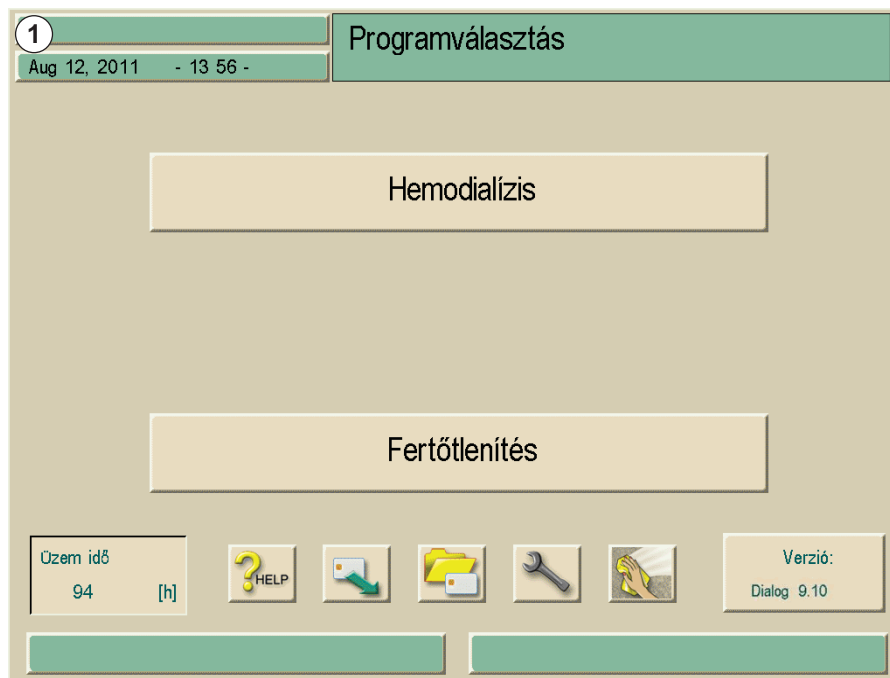 1
Programválasztás
Aug 12, 2011 - 13 56 -
Hemodialízis
Fertőtlenítés
Üzem idő
94 [h]
?HELP
Verzió:
Dialog 9.10